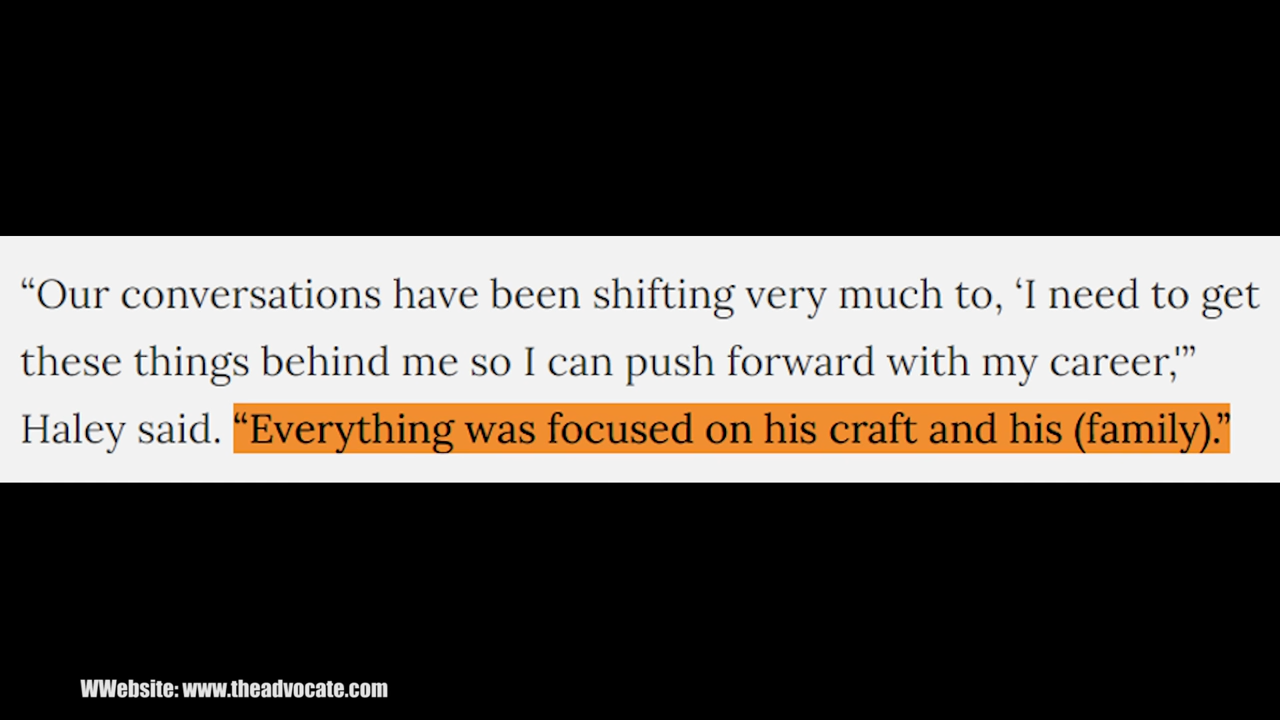 “Our conversations have been shifting very much to, ‘I need to get
these things behind me so I can push forward with my career,'”
Haley said. “Everything was focused on his craft and his (family).”
WWebsite: www.theadvocate.com